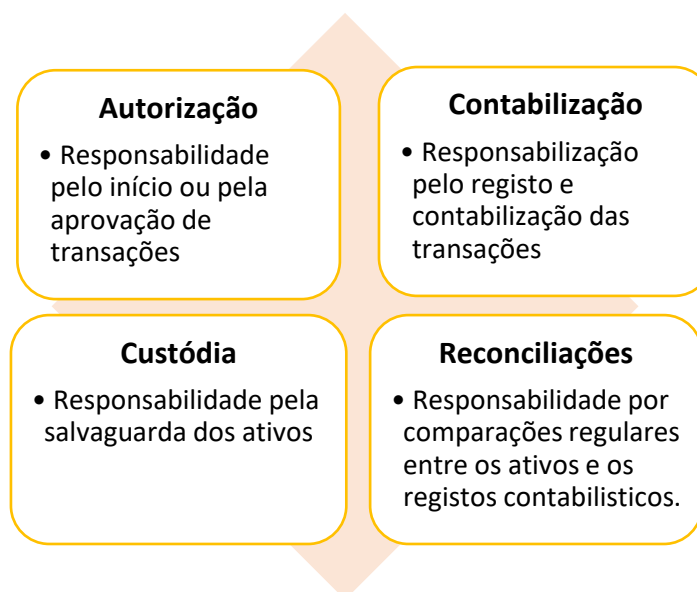 Autorização
• Responsabilidade
pelo início ou pela
aprovação de
transações
Contabilização
• Responsabilização
pelo registo e
contabilização das
transações
Custódia
• Responsabilidade pela
salvaguarda dos ativos
Reconciliações
• Responsabilidade por
comparações regulares
entre os ativos e os
registos contabilisticos.